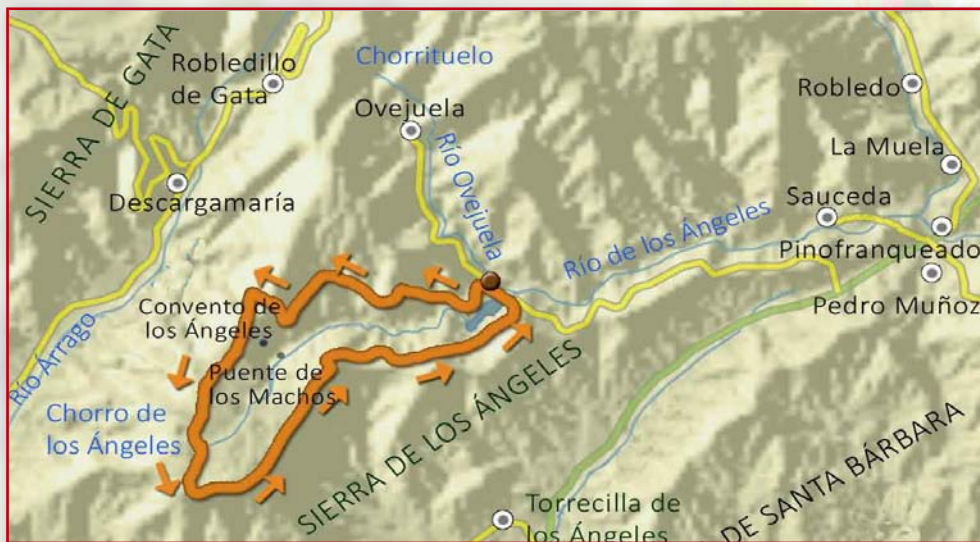 SIERRA DE GATA
Robledillo
de Gata
Chorrituelo
Ovejuela
Robledo
La Muela
Descargamaría
Río Ovejuela
Sauceda
Río de los Ángeles
Pinofranqueado
Pedro Muñoz
Convento de
los Ángeles
Río Árrago
Puente de
los Machos
Chorro de
los Ángeles
SIERRA DE LOS ÁNGELES
DE SANTA BÁRBARA
Torrecilla de
los Ángeles